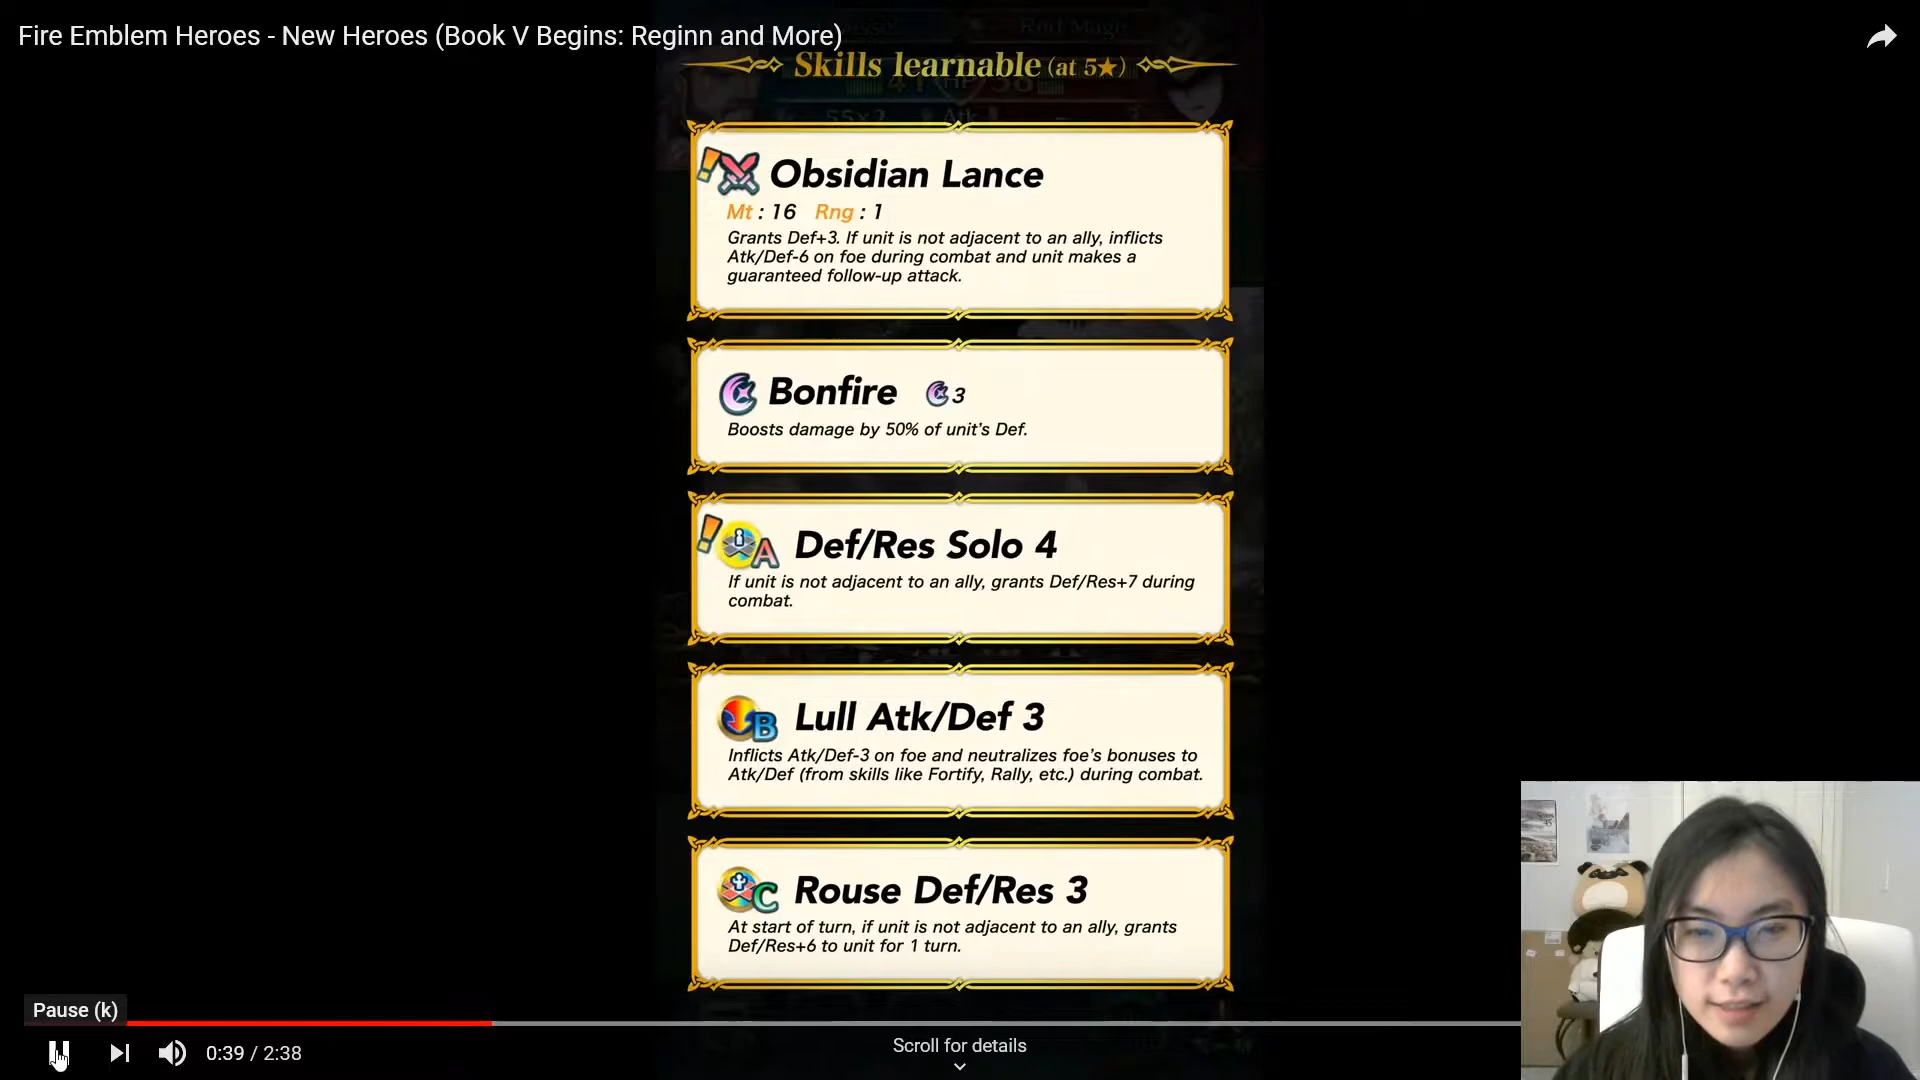 Fire Emblem Heroes - New Heroes (Book V Begins: Reginn and More)
Skills learnable (at 5★)
Obsidian Lance
Mt : 16 Rng : 1
Grants Def+3. If unit is not adjacent to an ally, inflicts
Atk/Def-6 on foe during combat and unit makes a
guaranteed follow-up attack.
Bonfire 3
Boosts damage by 50% of unit's Def.
A Def/Res Solo 4
If unit is not adjacent to an ally, grants Def/Res+7 during
combat.
B Lull Atk/Def 3
Inflicts Atk/Def-3 on foe and neutralizes foe's bonuses to
Atk/Def (from skills like Fortify, Rally, etc.) during combat.
C Rouse Def/Res 3
At start of turn, if unit is not adjacent to an ally, grants
Def/Res+6 to unit for 1 turn.
Pause (k)
0:39 / 2:38
Scroll for details